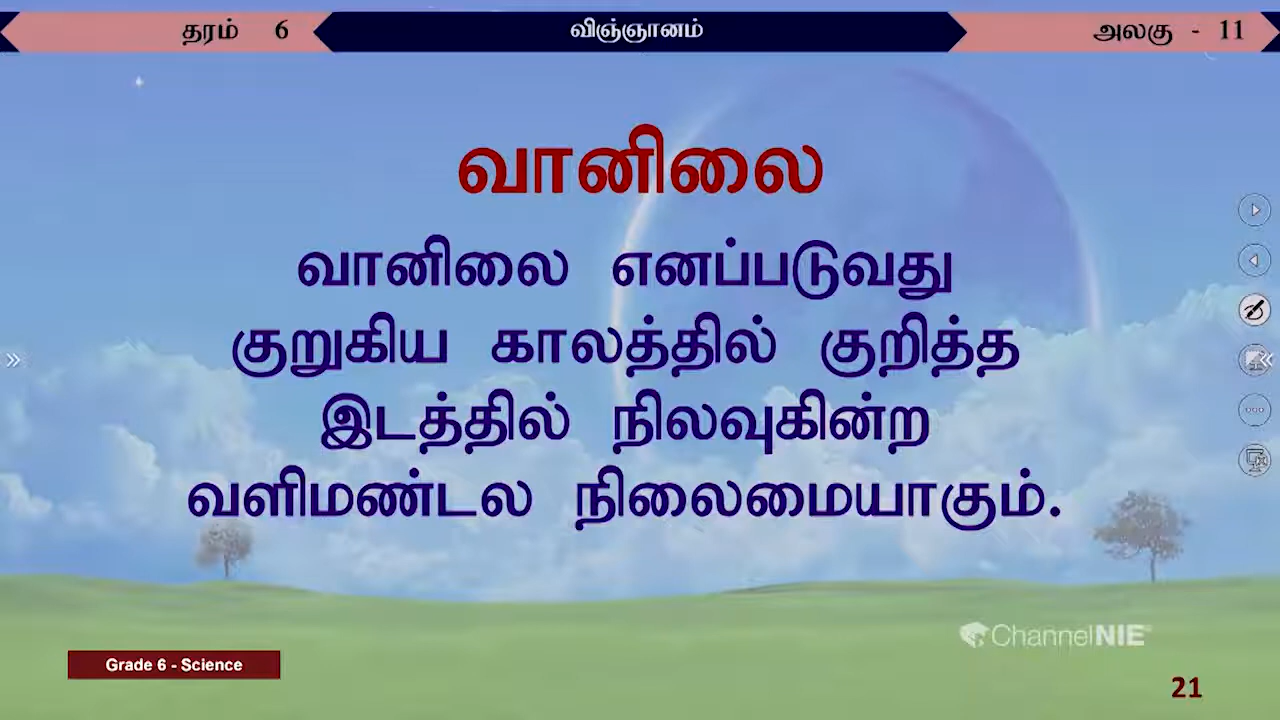 தரம் 6 விஞ்ஞானம் அலகு - 11
வானிலை
வானிலை எனப்படுவது
குறுகிய காலத்தில் குறித்த
இடத்தில் நிலவுகின்ற
வளிமண்டல நிலைமையாகும்.
ChannelNIE
Grade 6 - Science
21